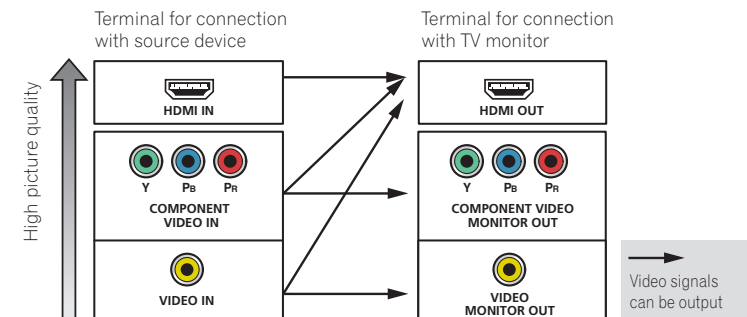 Terminal for connection
with source device
Terminal for connection
with TV monitor
High picture quality
HDMI IN
HDMI OUT
Y PB PR
COMPONENT
VIDEO IN
Y PB PR
COMPONENT VIDEO
MONITOR OUT
VIDEO IN
VIDEO
MONITOR OUT
Video signals
can be output